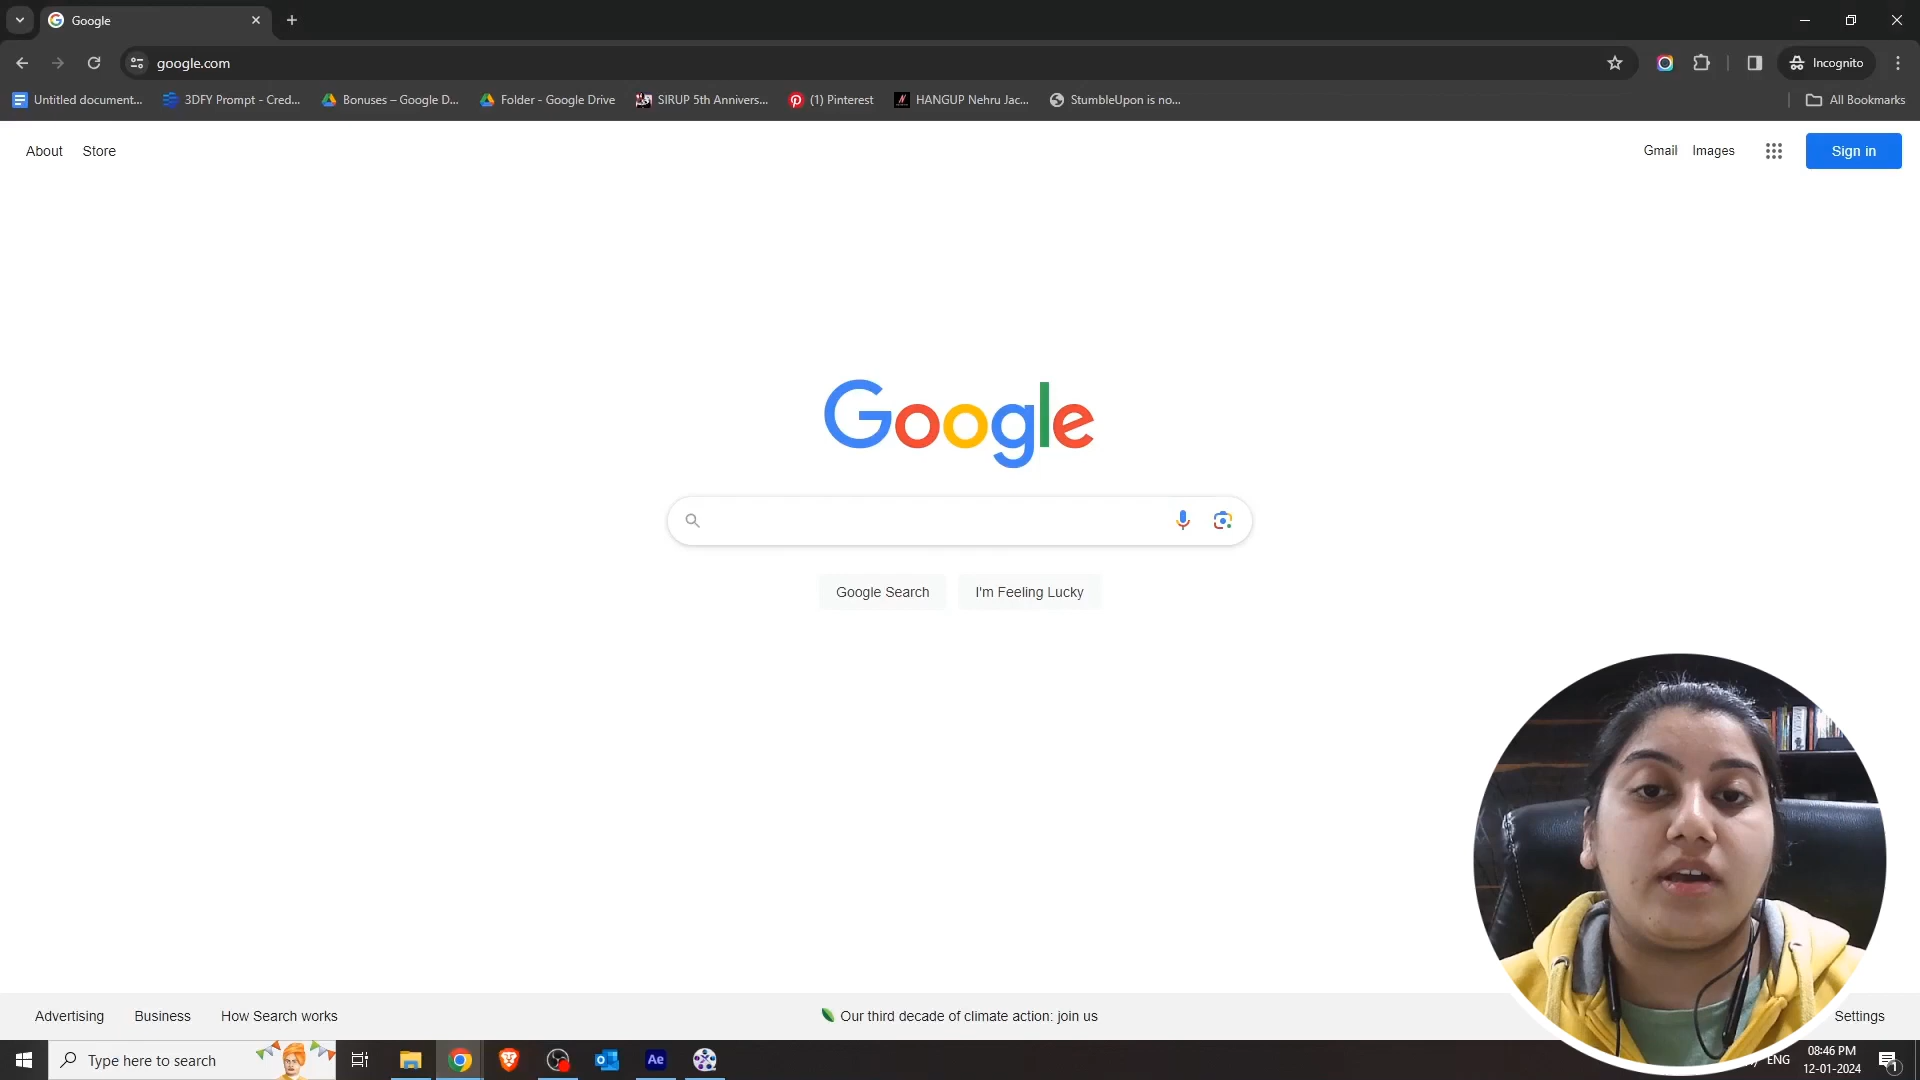 Google
google.com
Incognito
Untitled document...
3DFY Prompt - Cred...
Bonuses – Google D...
Folder - Google Drive
SIRUP 5th Annivers...
(1) Pinterest
HANGUP Nehru Jac...
StumbleUpon is no...
All Bookmarks
About
Store
Gmail
Images
Sign in
Google
Google Search
I'm Feeling Lucky
Advertising
Business
How Search works
Our third decade of climate action: join us
Settings
Type here to search
Ae
ENG
08:46 PM
12-01-2024
1